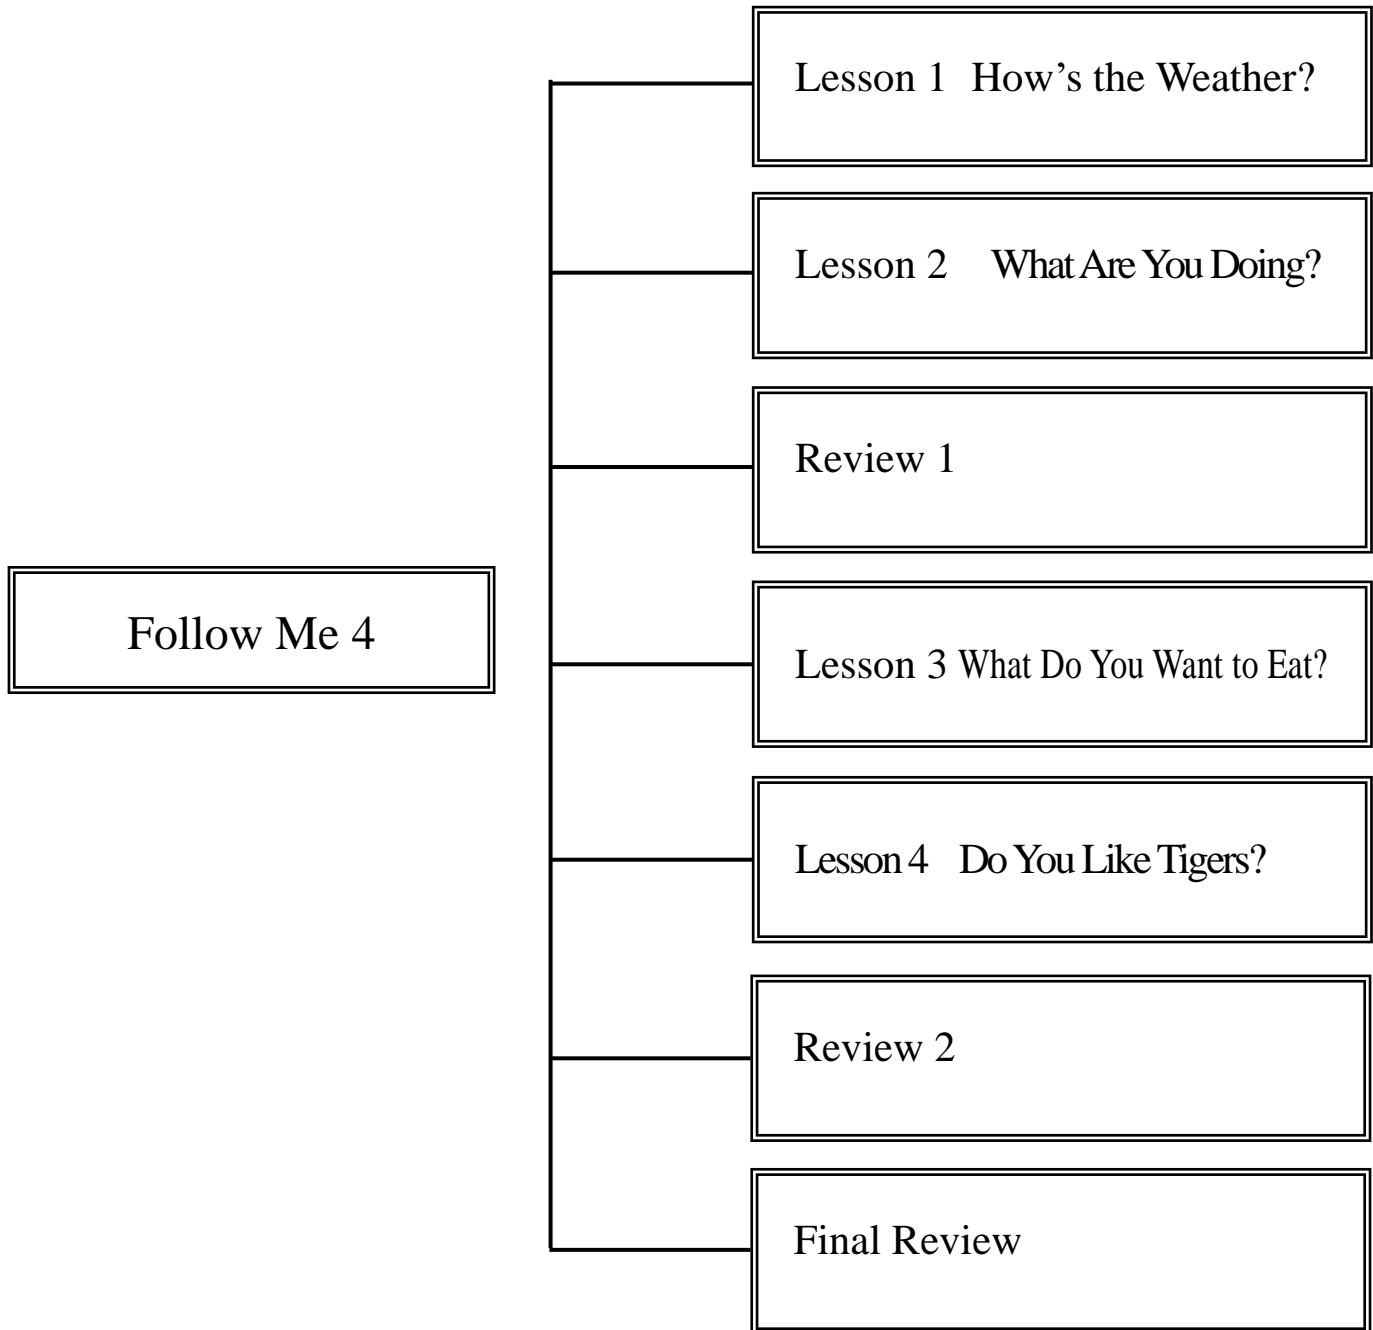 Lesson 1 How’s the Weather?
Lesson 2 What Are You Doing?
Review 1
Follow Me 4
Lesson 3 What Do You Want to Eat?
Lesson 4 Do You Like Tigers?
Review 2
Final Review